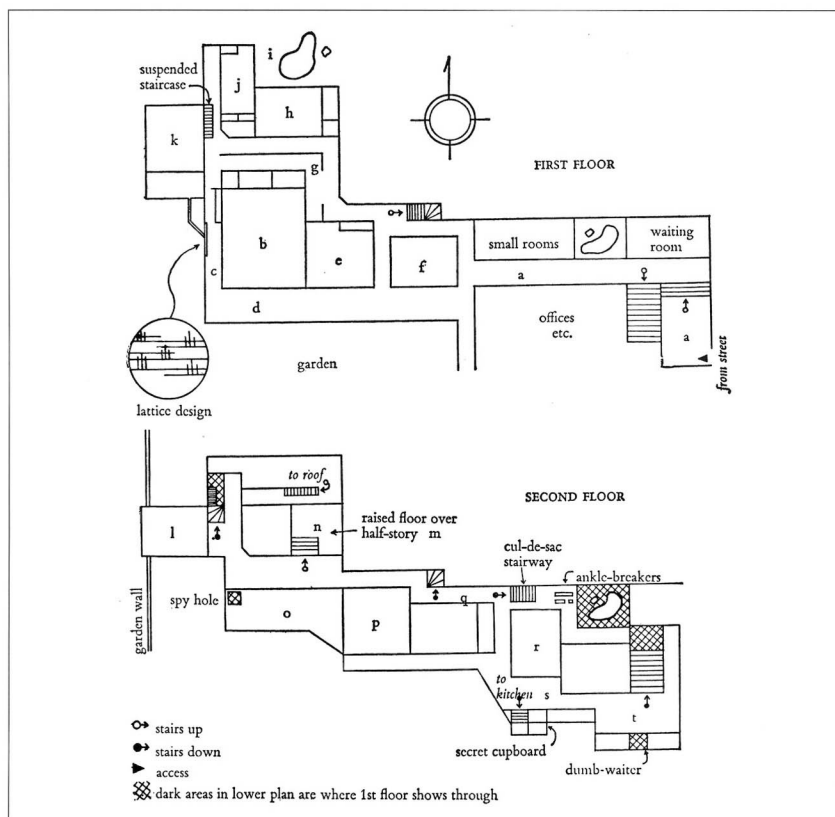 suspended
staircase
i
j
h
k
g
FIRST FLOOR
b
e
f
small rooms
waiting
room
c
a
d
offices
etc.
a
from street
garden
lattice design
to roof
SECOND FLOOR
l
n
raised floor over
half-story m
cul-de-sac
stairway
ankle-breakers
spy hole
garden wall
o
p
q
r
to
kitchen
s
t
secret cupboard
dumb-waiter
stairs up
stairs down
access
dark areas in lower plan are where 1st floor shows through